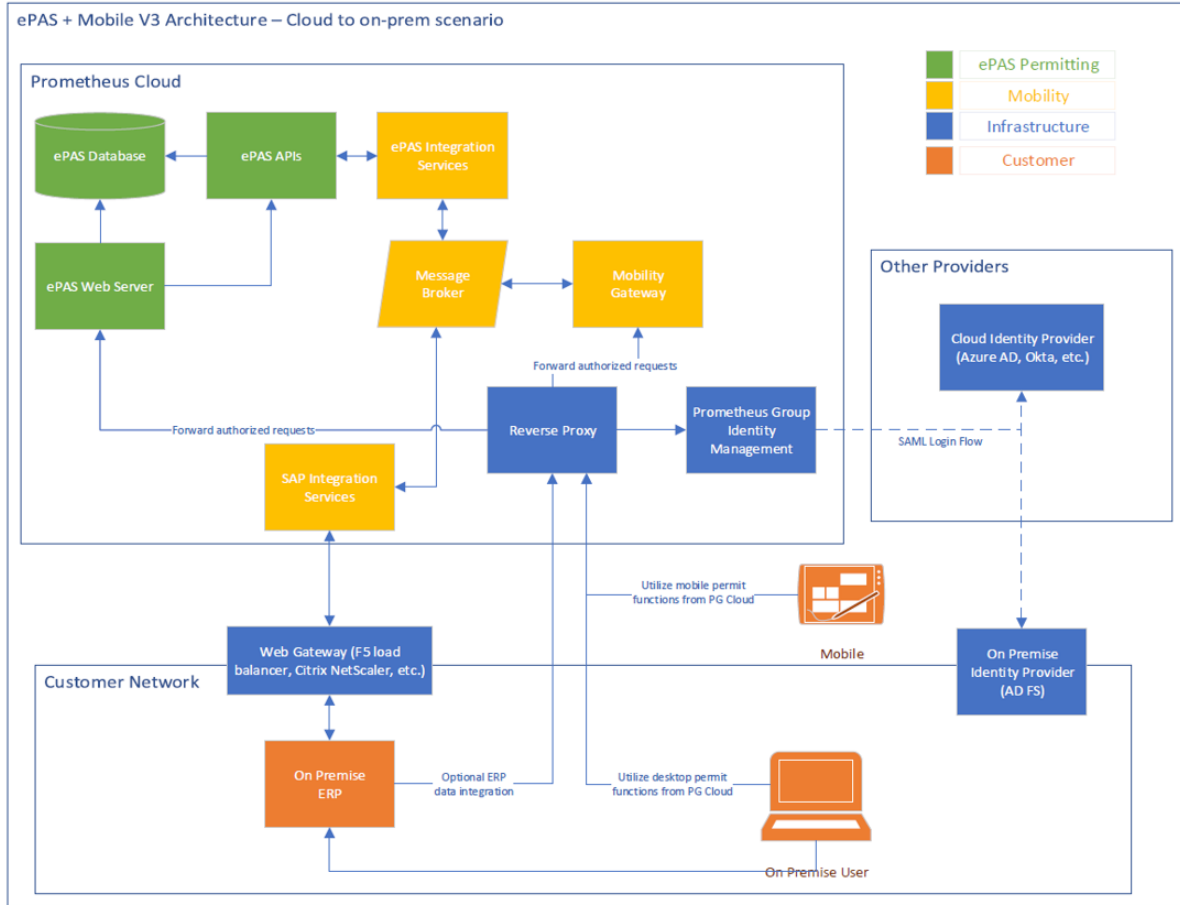 ePAS + Mobile V3 Architecture – Cloud to on-prem scenario
ePAS Permitting
Mobility
Infrastructure
Customer
Prometheus Cloud
ePAS Database
ePAS APIs
ePAS Integration
Services
ePAS Web Server
Message
Broker
Mobility
Gateway
Other Providers
Cloud Identity Provider
(Azure AD, Okta, etc.)
Forward authorized requests
Forward authorized requests
Reverse Proxy
Prometheus Group
Identity
Management
SAML Login Flow
SAP Integration
Services
Utilize mobile permit
functions from PG Cloud
Mobile
Web Gateway (F5 load
balancer, Citrix NetScaler, etc.)
On Premise
Identity Provider
(AD FS)
Customer Network
On Premise
ERP
Optional ERP
data integration
Utilize desktop permit
functions from PG Cloud
On Premise User